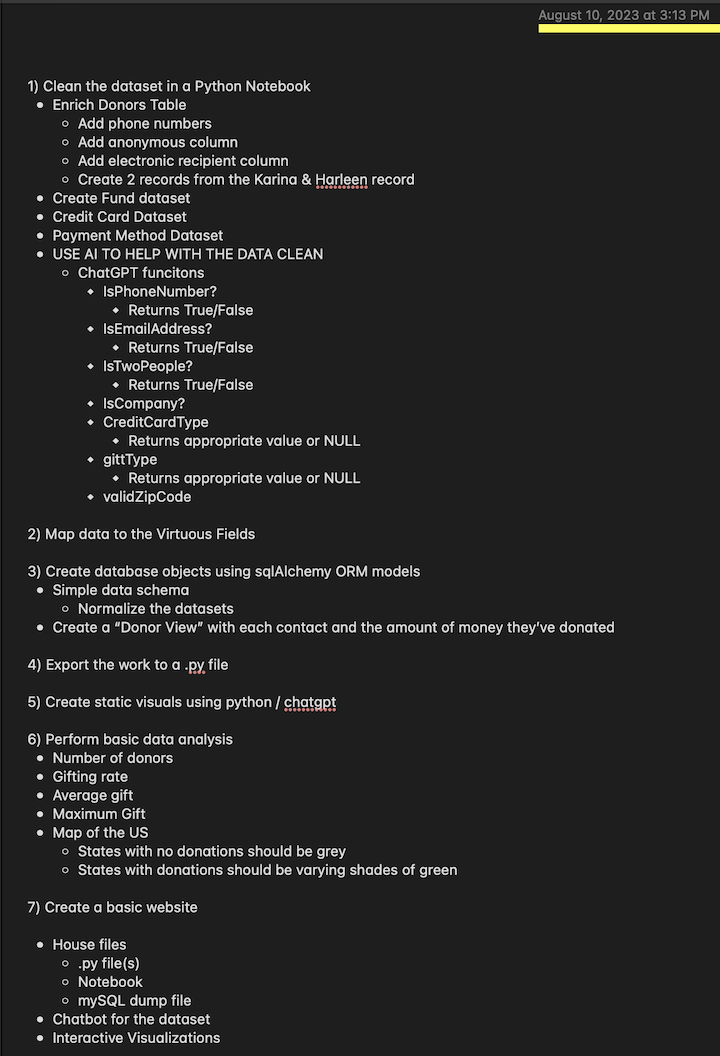 August 10, 2023 at 3:13 PM
1) Clean the dataset in a Python Notebook
• Enrich Donors Table
○ Add phone numbers
○ Add anonymous column
○ Add electronic recipient column
○ Create 2 records from the Karina & Harleen record
• Create Fund dataset
• Credit Card Dataset
• Payment Method Dataset
• USE AI TO HELP WITH THE DATA CLEAN
○ ChatGPT funcitons
⬥ IsPhoneNumber?
⬥ Returns True/False
⬥ IsEmailAddress?
⬥ Returns True/False
⬥ IsTwoPeople?
⬥ Returns True/False
⬥ IsCompany?
⬥ CreditCardType
⬥ Returns appropriate value or NULL
⬥ gittType
⬥ Returns appropriate value or NULL
⬥ validZipCode
2) Map data to the Virtuous Fields
3) Create database objects using sqlAlchemy ORM models
• Simple data schema
○ Normalize the datasets
• Create a “Donor View” with each contact and the amount of money they’ve donated
4) Export the work to a .py file
5) Create static visuals using python / chatgpt
6) Perform basic data analysis
• Number of donors
• Gifting rate
• Average gift
• Maximum Gift
• Map of the US
○ States with no donations should be grey
○ States with donations should be varying shades of green
7) Create a basic website
• House files
○ .py file(s)
○ Notebook
○ mySQL dump file
• Chatbot for the dataset
• Interactive Visualizations